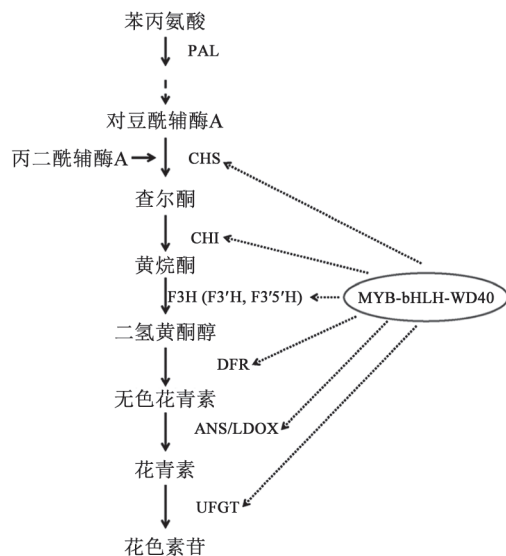 苯丙氨酸
PAL
对豆酰辅酶A
丙二酰辅酶A
CHS
查尔酮
CHI
黄烷酮
F3H (F3′H, F3′5′H)
MYB-bHLH-WD40
二氢黄酮醇
DFR
无色花青素
ANS/LDOX
花青素
UFGT
花色素苷